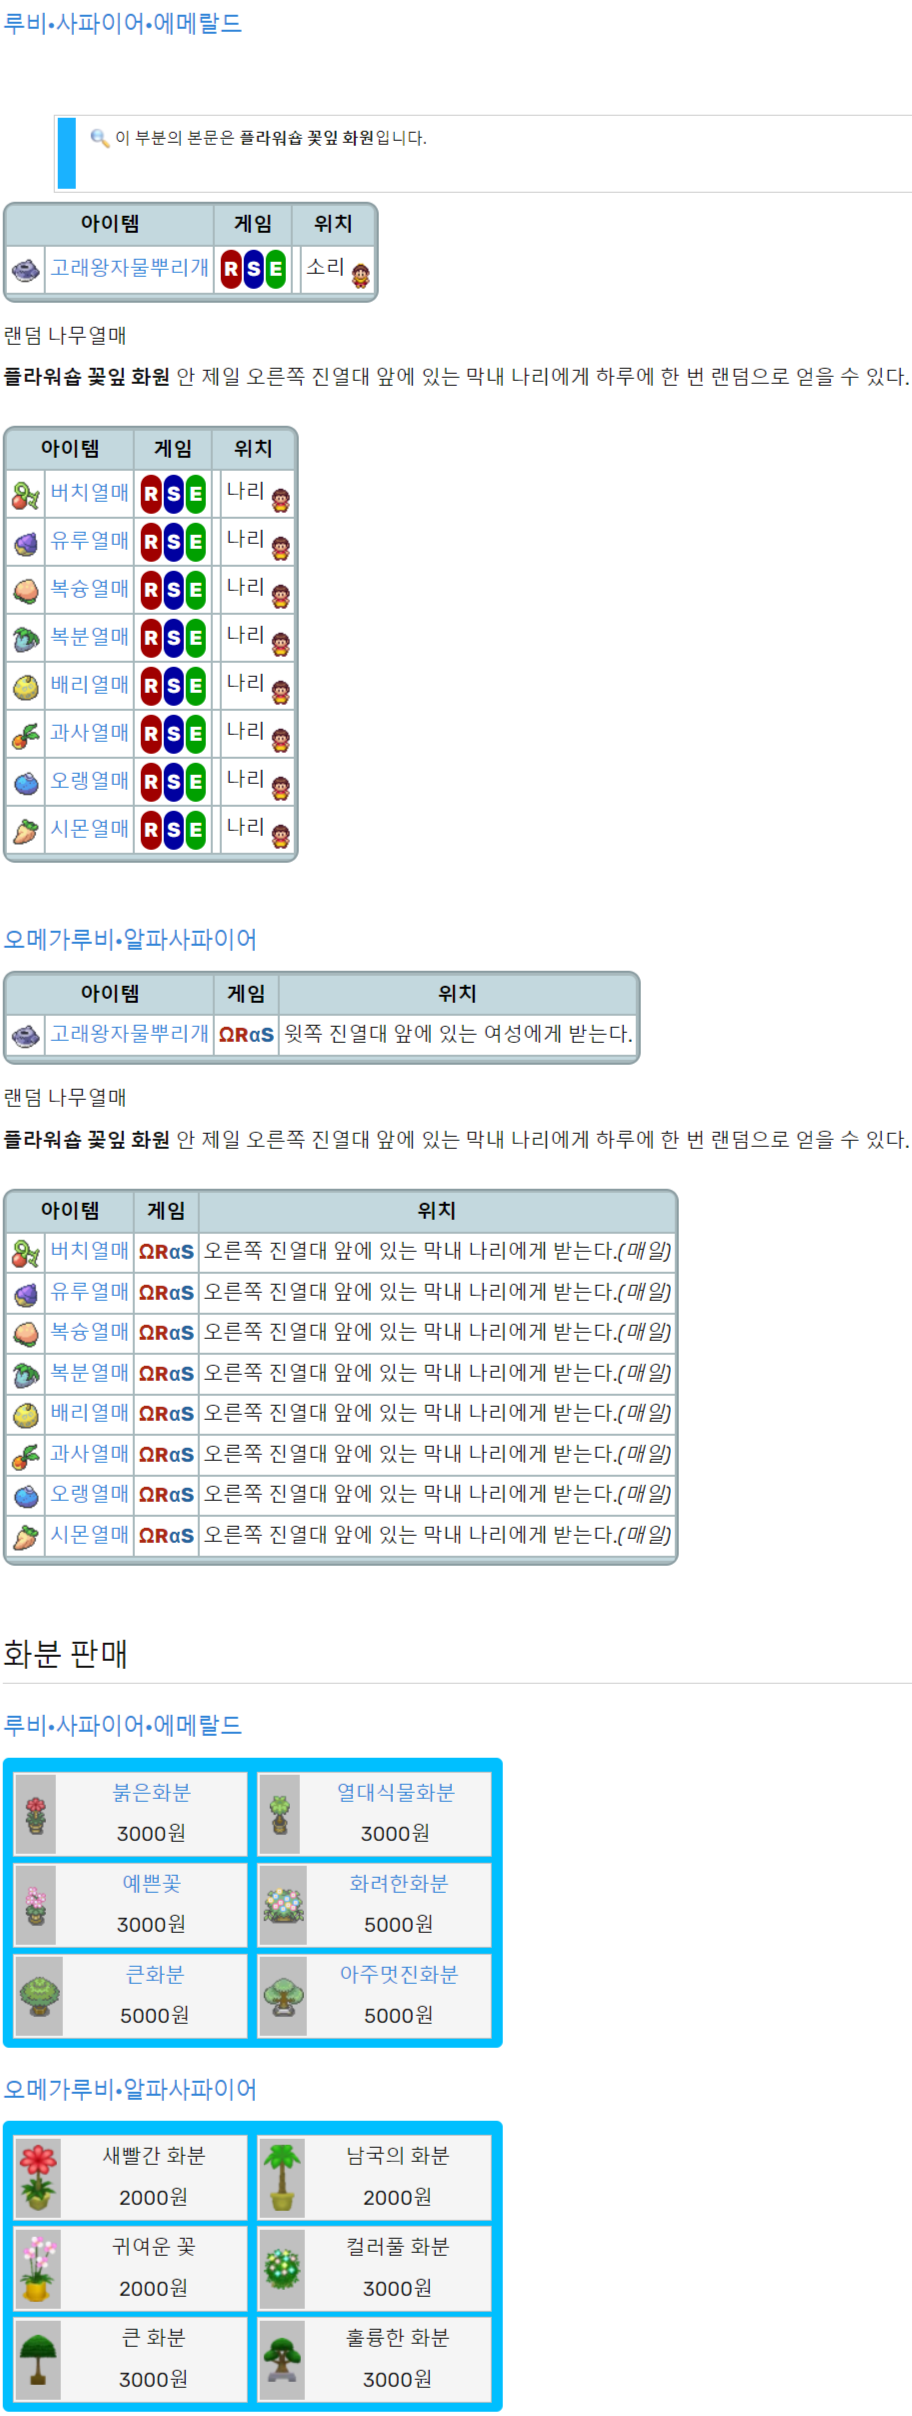 루비•사파이어•에메랄드
이 부분의 본문은 플라워숍 꽃잎 화원입니다.
아이템 게임 위치
고래왕자물뿌리개 R S E 소리
랜덤 나무열매
플라워숍 꽃잎 화원 안 제일 오른쪽 진열대 앞에 있는 막내 나리에게 하루에 한 번 랜덤으로 얻을 수 있다.
아이템 게임 위치
버치열매 R S E 나리
유루열매 R S E 나리
복숭열매 R S E 나리
복분열매 R S E 나리
배리열매 R S E 나리
과사열매 R S E 나리
오랭열매 R S E 나리
시몬열매 R S E 나리
오메가루비•알파사파이어
아이템 게임 위치
고래왕자물뿌리개 ΩRαS 윗쪽 진열대 앞에 있는 여성에게 받는다.
랜덤 나무열매
플라워숍 꽃잎 화원 안 제일 오른쪽 진열대 앞에 있는 막내 나리에게 하루에 한 번 랜덤으로 얻을 수 있다.
아이템 게임 위치
버치열매 ΩRαS 오른쪽 진열대 앞에 있는 막내 나리에게 받는다.(매일)
유루열매 ΩRαS 오른쪽 진열대 앞에 있는 막내 나리에게 받는다.(매일)
복숭열매 ΩRαS 오른쪽 진열대 앞에 있는 막내 나리에게 받는다.(매일)
복분열매 ΩRαS 오른쪽 진열대 앞에 있는 막내 나리에게 받는다.(매일)
배리열매 ΩRαS 오른쪽 진열대 앞에 있는 막내 나리에게 받는다.(매일)
과사열매 ΩRαS 오른쪽 진열대 앞에 있는 막내 나리에게 받는다.(매일)
오랭열매 ΩRαS 오른쪽 진열대 앞에 있는 막내 나리에게 받는다.(매일)
시몬열매 ΩRαS 오른쪽 진열대 앞에 있는 막내 나리에게 받는다.(매일)
화분 판매
루비•사파이어•에메랄드
붉은화분 열대식물화분
3000원 3000원
예쁜꽃 화려한화분
3000원 5000원
큰화분 아주멋진화분
5000원 5000원
오메가루비•알파사파이어
새빨간 화분 남국의 화분
2000원 2000원
귀여운 꽃 컬러풀 화분
2000원 3000원
큰 화분 훌륭한 화분
3000원 3000원